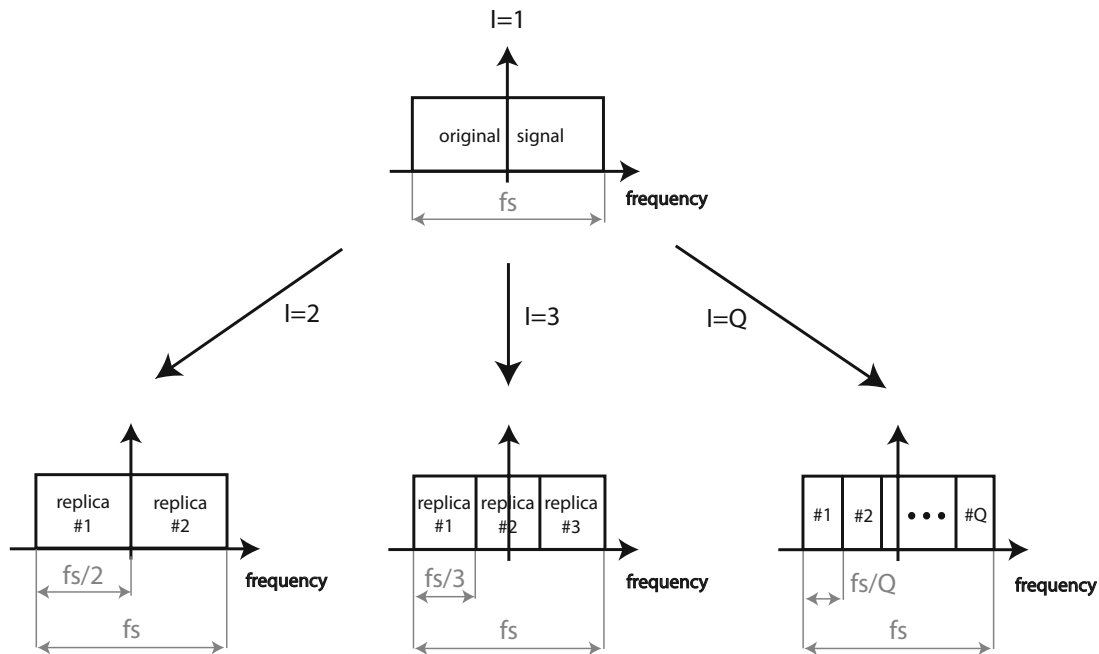 I=1
original signal
frequency
fs
I=2
I=3
I=Q
replica #1
replica #2
fs/2
frequency
fs
replica #1
replica #2
replica #3
fs/3
frequency
fs
#1
#2
•••
#Q
fs/Q
frequency
fs